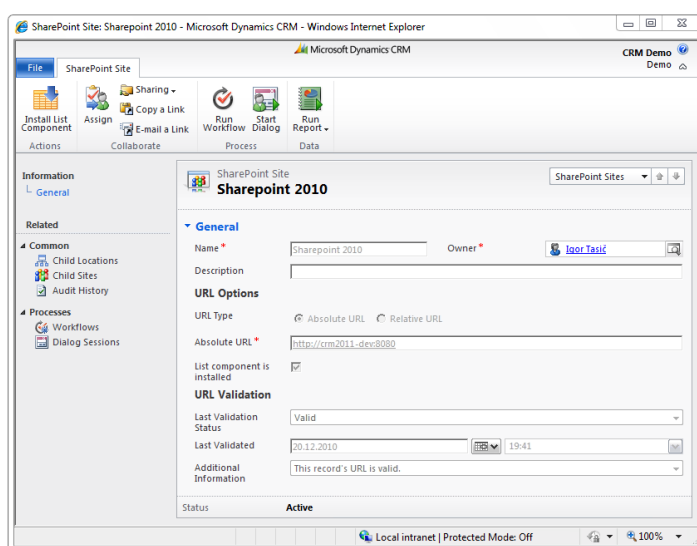 SharePoint Site: Sharepoint 2010 - Microsoft Dynamics CRM - Windows Internet Explorer
Microsoft Dynamics CRM
CRM Demo
Demo
File
SharePoint Site
Install List Component
Assign
Sharing
Copy a Link
E-mail a Link
Run Workflow
Start Dialog
Run Report
Actions
Collaborate
Process
Data
Information
General
Related
Common
Child Locations
Child Sites
Audit History
Processes
Workflows
Dialog Sessions
SharePoint Site
Sharepoint 2010
SharePoint Sites
General
Name *
Sharepoint 2010
Owner *
Igor Tasić
Description
URL Options
URL Type
Absolute URL
Relative URL
Absolute URL *
http://crm2011-dev:8080
List component is installed
URL Validation
Last Validation Status
Valid
Last Validated
20.12.2010
19:41
Additional Information
This record's URL is valid.
Status
Active
Local intranet | Protected Mode: Off
100%